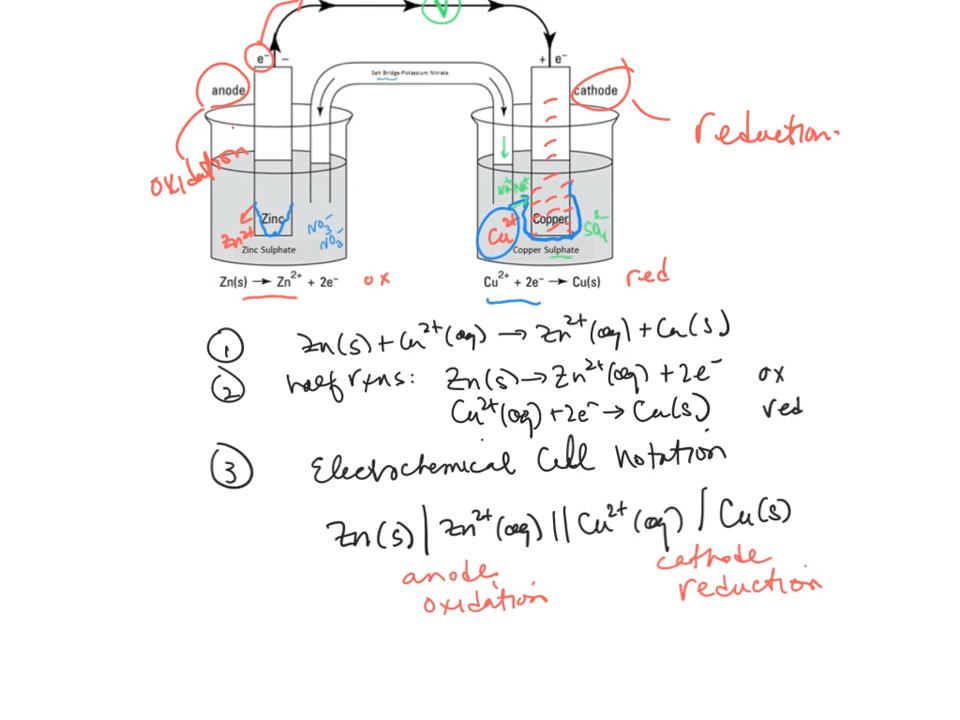 V
e⁻ −
+ e⁻
Salt Bridge-Potassium Nitrate
anode
cathode
reduction.
oxidation
Zn²⁺
Zinc
NO₃⁻
NO₃⁻
Na⁺ Na⁺
Cu²⁺
Copper
SO₄²⁻
Zinc Sulphate
Copper Sulphate
Zn(s) → Zn²⁺ + 2e⁻ ox
Cu²⁺ + 2e⁻ → Cu(s) red
① Zn(s) + Cu²⁺(aq) → Zn²⁺(aq) + Cu(s)
② half rxns: Zn(s) → Zn²⁺(aq) + 2e⁻ ox
Cu²⁺(aq) + 2e⁻ → Cu(s) red
③ Electrochemical Cell notation
Zn(s) | Zn²⁺(aq) || Cu²⁺(aq) | Cu(s)
anode, oxidation
cathode reduction